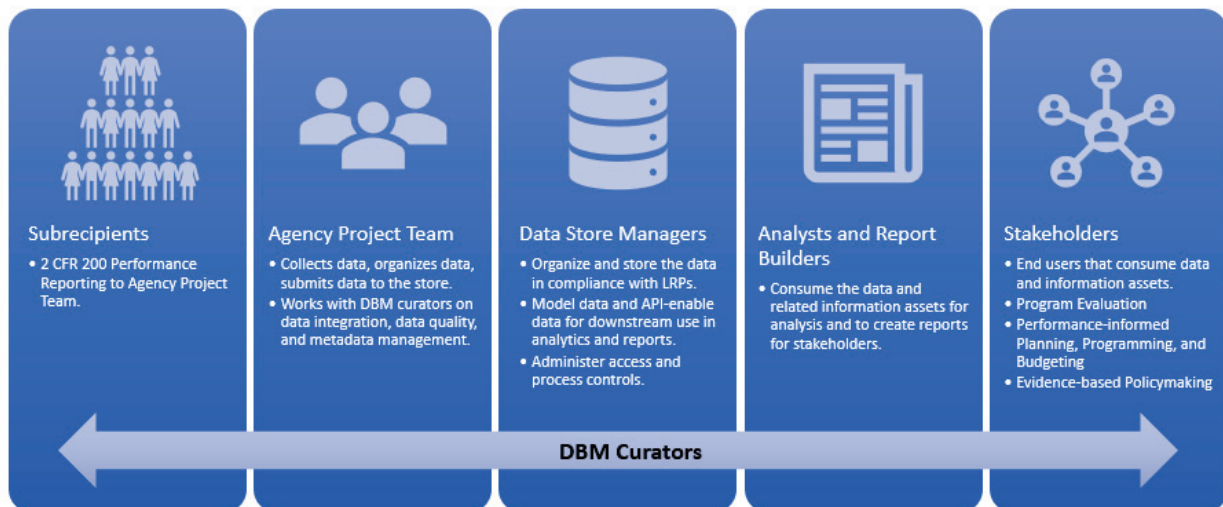 Subrecipients
• 2 CFR 200 Performance
Reporting to Agency Project
Team.
Agency Project Team
• Collects data, organizes data,
submits data to the store.
• Works with DBM curators on
data integration, data quality,
and metadata management.
Data Store Managers
• Organize and store the data
in compliance with LRPs.
• Model data and API-enable
data for downstream use in
analytics and reports.
• Administer access and
process controls.
Analysts and Report
Builders
• Consume the data and
related information assets for
analysis and to create reports
for stakeholders.
Stakeholders
• End users that consume data
and information assets.
• Program Evaluation
• Performance-informed
Planning, Programming, and
Budgeting
• Evidence-based Policymaking
DBM Curators